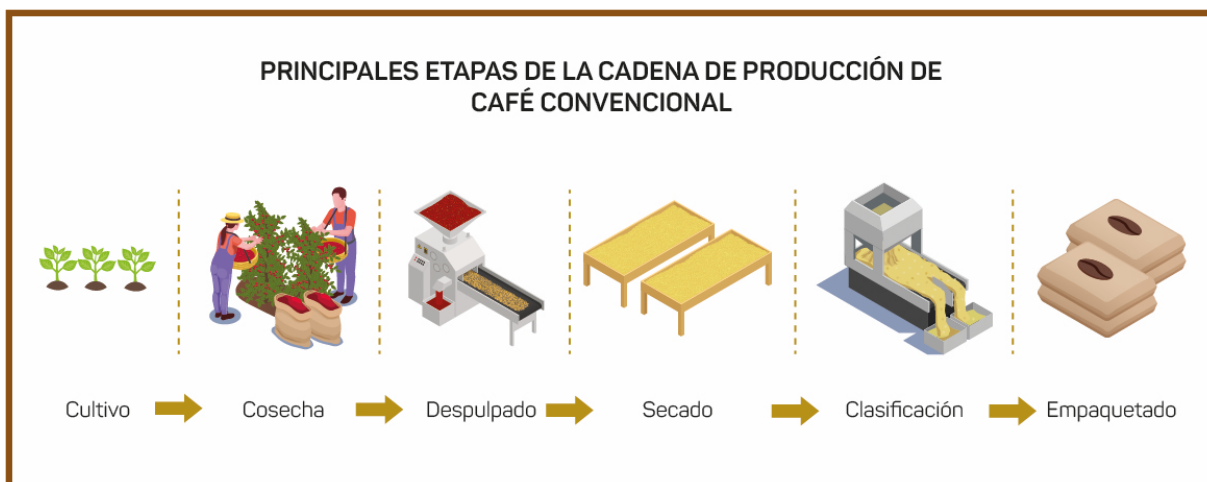 PRINCIPALES ETAPAS DE LA CADENA DE PRODUCCIÓN DE
CAFÉ CONVENCIONAL
Cultivo
Cosecha
Despulpado
Secado
Clasificación
Empaquetado